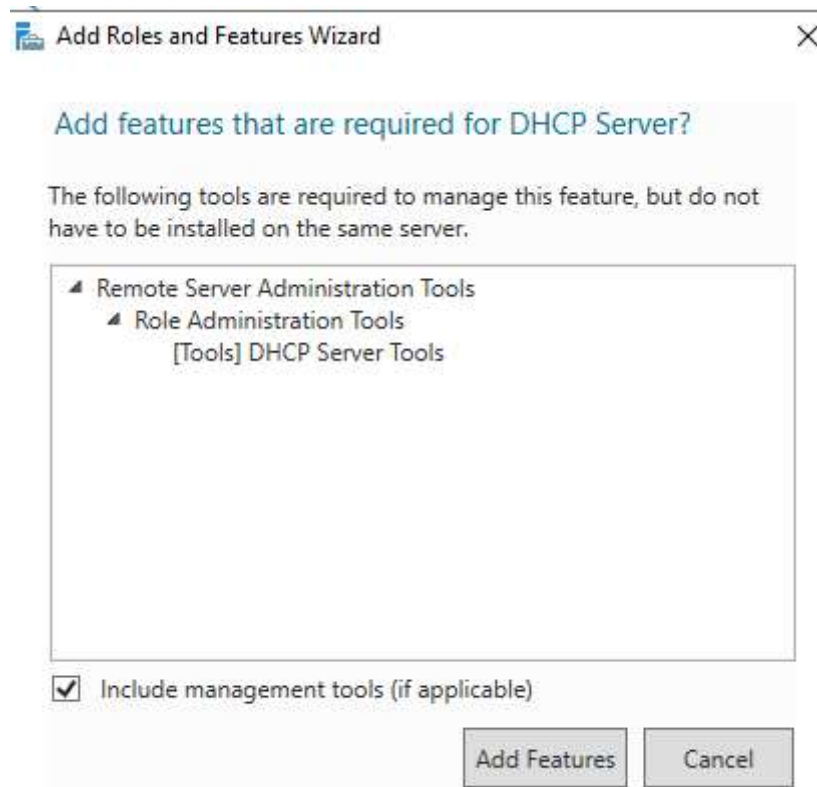 Add Roles and Features Wizard
Add features that are required for DHCP Server?
The following tools are required to manage this feature, but do not
have to be installed on the same server.
Remote Server Administration Tools
Role Administration Tools
[Tools] DHCP Server Tools
Include management tools (if applicable)
Add Features
Cancel